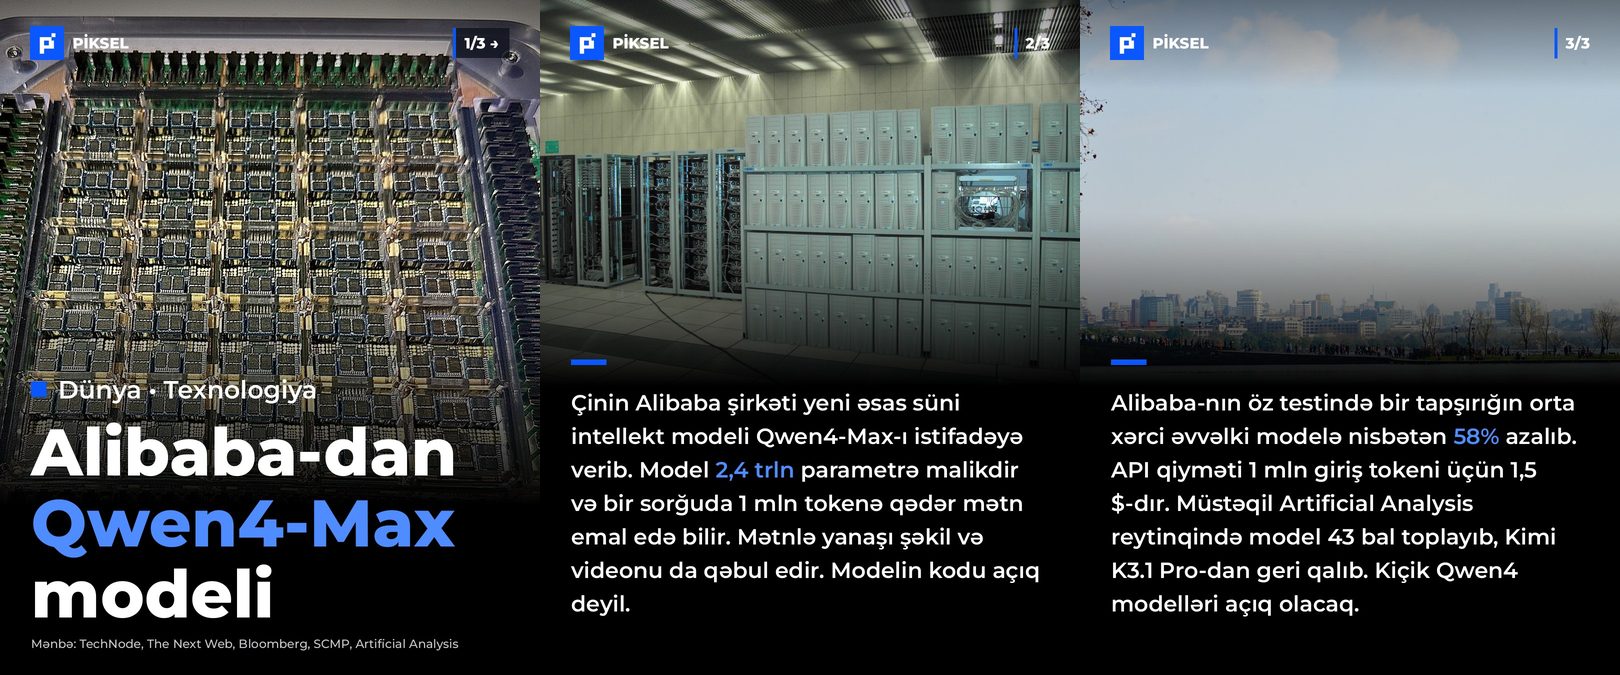 PİKSEL
1/3 →
Dünya • Texnologiya
Alibaba-dan
Qwen4-Max
modeli
Mənbə: TechNode, The Next Web, Bloomberg, SCMP, Artificial Analysis
PİKSEL
2/3
Çinin Alibaba şirkəti yeni əsas süni
intellekt modeli Qwen4-Max-ı istifadəyə
verib. Model 2,4 trln parametrə malikdir
və bir sorğuda 1 mln tokenə qədər mətn
emal edə bilir. Mətnlə yanaşı şəkil və
videonu da qəbul edir. Modelin kodu açıq
deyil.
PİKSEL
3/3
Alibaba-nın öz testində bir tapşırığın orta
xərci əvvəlki modelə nisbətən 58% azalıb.
API qiyməti 1 mln giriş tokeni üçün 1,5
$-dır. Müstəqil Artificial Analysis
reytinqində model 43 bal toplayıb, Kimi
K3.1 Pro-dan geri qalıb. Kiçik Qwen4
modelləri açıq olacaq.